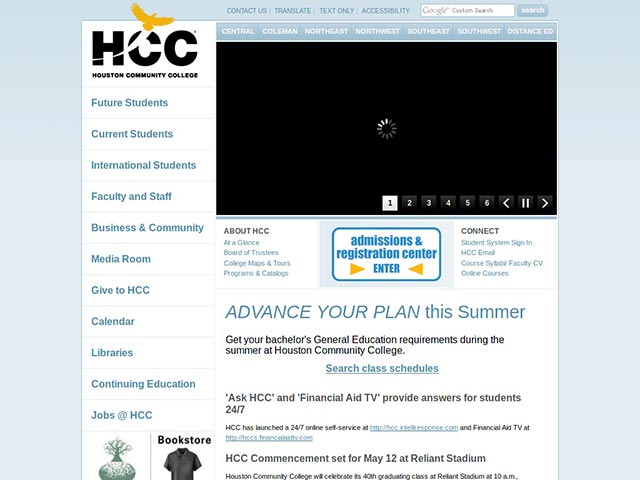 CONTACT US | TRANSLATE | TEXT ONLY | ACCESSIBILITY
Google Custom Search
search
HCC
HOUSTON COMMUNITY COLLEGE
CENTRAL COLEMAN NORTHEAST NORTHWEST SOUTHEAST SOUTHWEST DISTANCE ED
Future Students
Current Students
International Students
Faculty and Staff
Business & Community
Media Room
Give to HCC
Calendar
Libraries
Continuing Education
Jobs @ HCC
Bookstore
1 2 3 4 5 6
ABOUT HCC
At a Glance
Board of Trustees
College Maps & Tours
Programs & Catalogs
admissions &
registration center
ENTER
CONNECT
Student System Sign In
HCC Email
Course Syllabi/ Faculty CV
Online Courses
ADVANCE YOUR PLAN this Summer
Get your bachelor's General Education requirements during the
summer at Houston Community College.
Search class schedules
'Ask HCC' and 'Financial Aid TV' provide answers for students
24/7
HCC has launched a 24/7 online self-service at http://hcc.intelliresponse.com and Financial Aid TV at
http://hccs.financialaidtv.com
HCC Commencement set for May 12 at Reliant Stadium
Houston Community College will celebrate its 40th graduating class at Reliant Stadium at 10 a.m.,